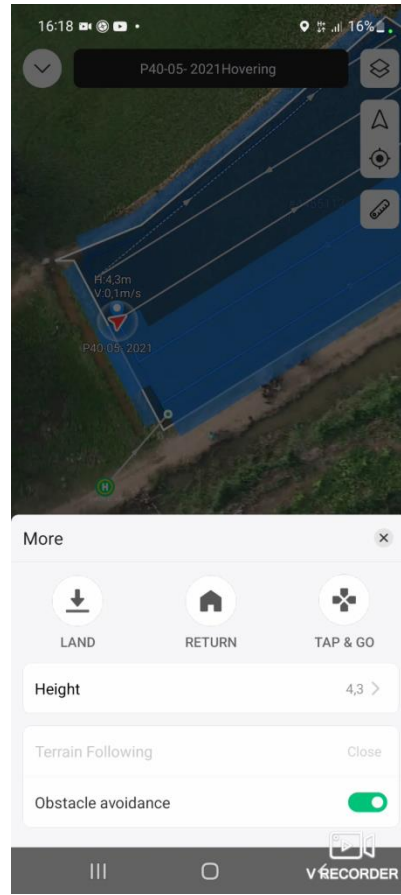 16:18
16%
P40-05- 2021Hovering
H:4,3m
V:0,1m/s
P40-05- 2021
H
More
LAND
RETURN
TAP & GO
Height
4,3
Terrain Following
Close
Obstacle avoidance
V RECORDER